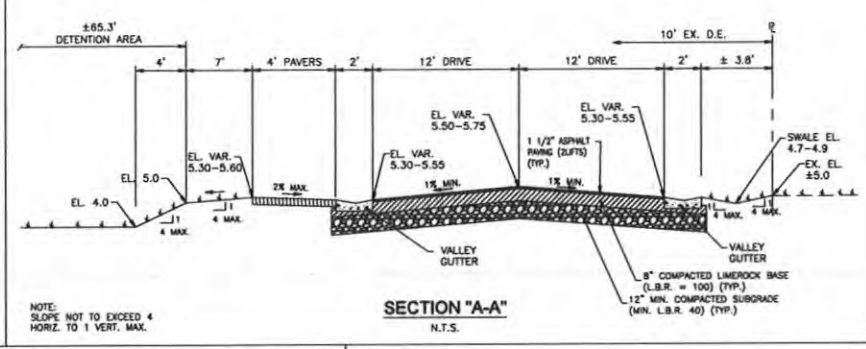 ±65.3'
DETENTION AREA
4'
7'
4' PAVERS
2'
12' DRIVE
12' DRIVE
10' EX. D.E.
2'
± 3.8'
EL. VAR.
5.50-5.75
EL. VAR.
5.30-5.55
1 1/2" ASPHALT
PAVING (2LIFTS)
(TYP.)
SWALE EL.
4.7-4.9
EX. EL.
±5.0
EL. VAR.
5.30-5.60
EL. VAR.
5.30-5.55
EL. 5.0
EL. 4.0
2% MAX.
1% MIN.
1% MIN.
1
4 MAX.
1
4 MAX.
1
4 MAX.
1
4 MAX.
VALLEY
GUTTER
VALLEY
GUTTER
8" COMPACTED LIMEROCK BASE
(L.B.R. = 100) (TYP.)
12" MIN. COMPACTED SUBGRADE
(MIN. L.B.R. 40) (TYP.)
NOTE:
SLOPE NOT TO EXCEED 4
HORIZ. TO 1 VERT. MAX.
SECTION "A-A"
N.T.S.